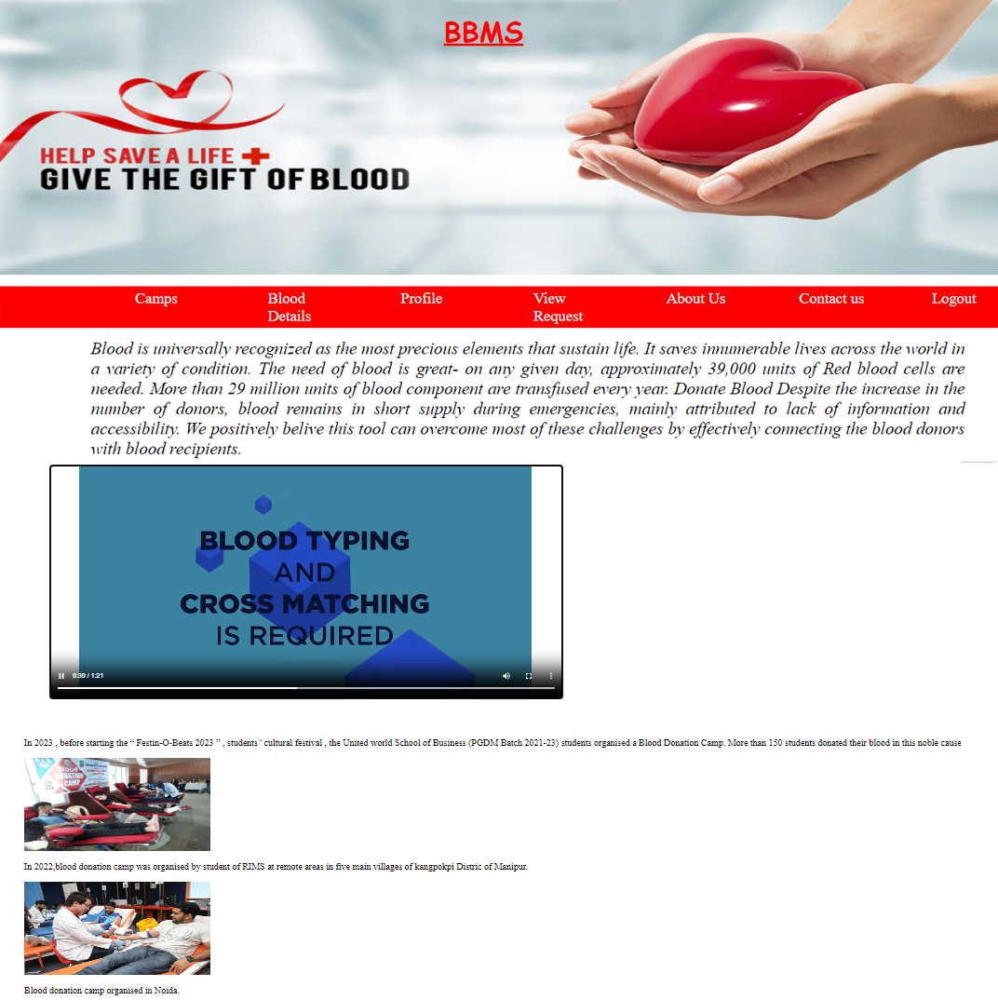 BBMS
HELP SAVE A LIFE
GIVE THE GIFT OF BLOOD
Camps
Blood
Details
Profile
View
Request
About Us
Contact us
Logout
Blood is universally recognized as the most precious elements that sustain life. It saves innumerable lives across the world in
a variety of condition. The need of blood is great- on any given day, approximately 39,000 units of Red blood cells are
needed. More than 29 million units of blood component are transfused every year. Donate Blood Despite the increase in the
number of donors, blood remains in short supply during emergencies, mainly attributed to lack of information and
accessibility. We positively belive this tool can overcome most of these challenges by effectively connecting the blood donors
with blood recipients.
BLOOD TYPING
AND
CROSS MATCHING
IS REQUIRED
0:39 / 1:21
In 2023 , before starting the “ Festin-O-Beats 2023 ” , students ' cultural festival , the United world School of Business (PGDM Batch 2021-23) students organised a Blood Donation Camp. More than 150 students donated their blood in this noble cause
Blood
DONATION
CAMP
In 2022,blood donation camp was organised by student of RIMS at remote areas in five main villages of kangpokpi Distric of Manipur.
Blood donation camp organised in Noida.